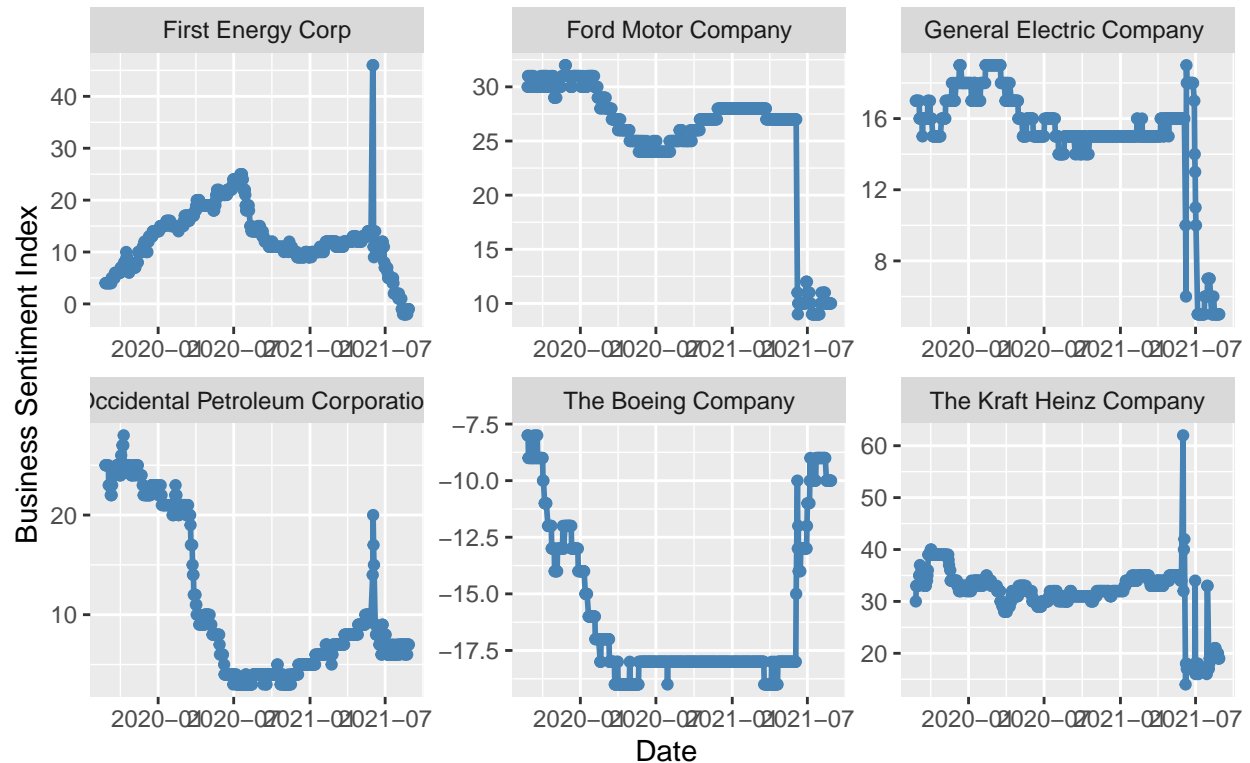 First Energy Corp
Ford Motor Company
General Electric Company
40
30
20
10
0
30
25
20
15
10
16
12
8
2020−01 2020−07 2021−01 2021−07
2020−01 2020−07 2021−01 2021−07
2020−01 2020−07 2021−01 2021−07
Occidental Petroleum Corporatio
The Boeing Company
The Kraft Heinz Company
20
10
−7.5
−10.0
−12.5
−15.0
−17.5
60
50
40
30
20
2020−01 2020−07 2021−01 2021−07
2020−01 2020−07 2021−01 2021−07
2020−01 2020−07 2021−01 2021−07
Business Sentiment Index
Date